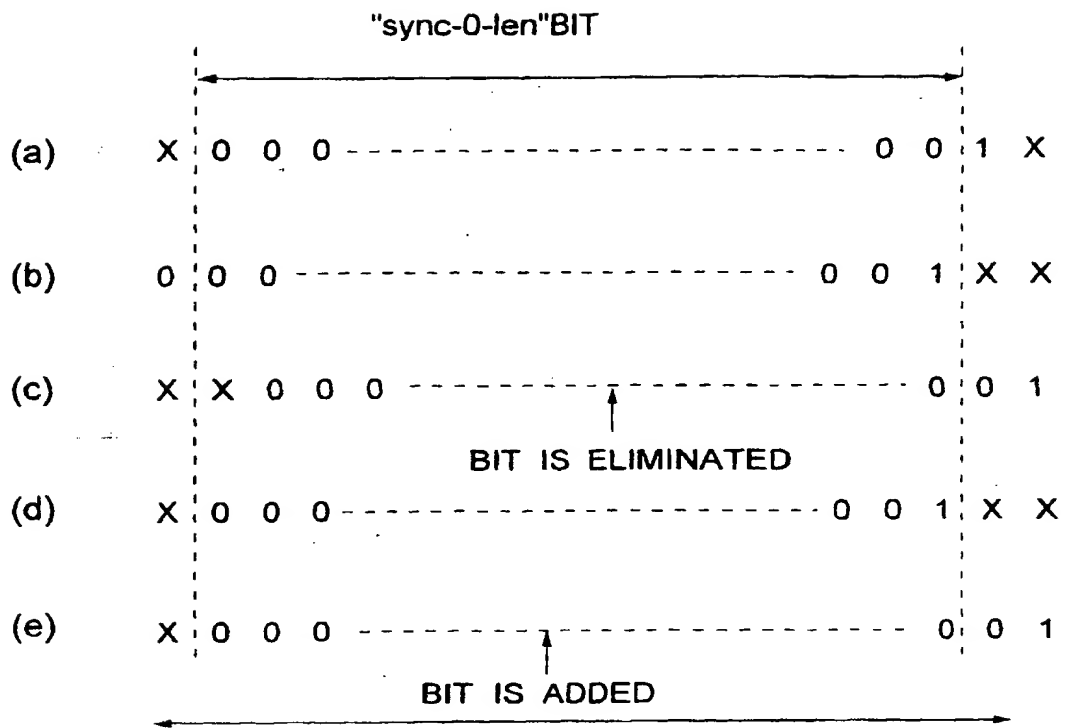 "sync-0-len"BIT
(a) X 0 0 0 0 0 1 X
(b) 0 0 0 0 0 1 X X
(c) X X 0 0 0 0 0 1
BIT IS ELIMINATED
(d) X 0 0 0 0 0 1 X X
(e) X 0 0 0 0 0 1
BIT IS ADDED